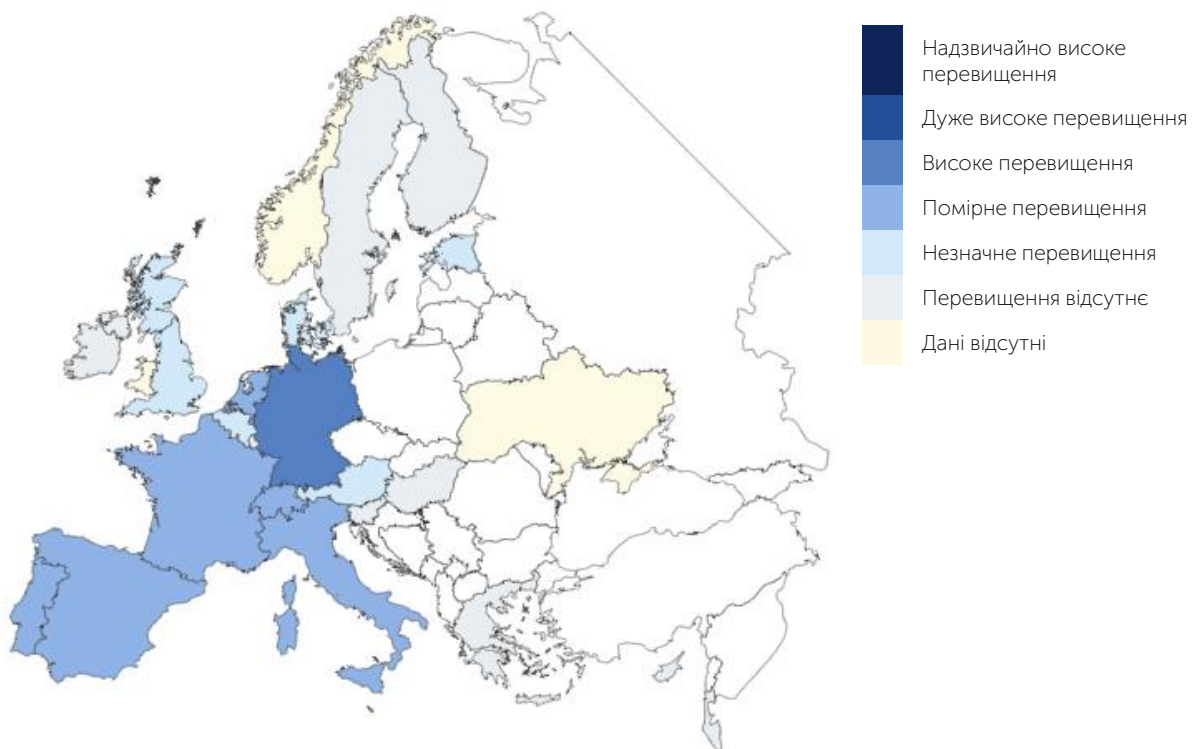 Надзвичайно високе
перевищення
Дуже високе перевищення
Високе перевищення
Помірне перевищення
Незначне перевищення
Перевищення відсутнє
Дані відсутні